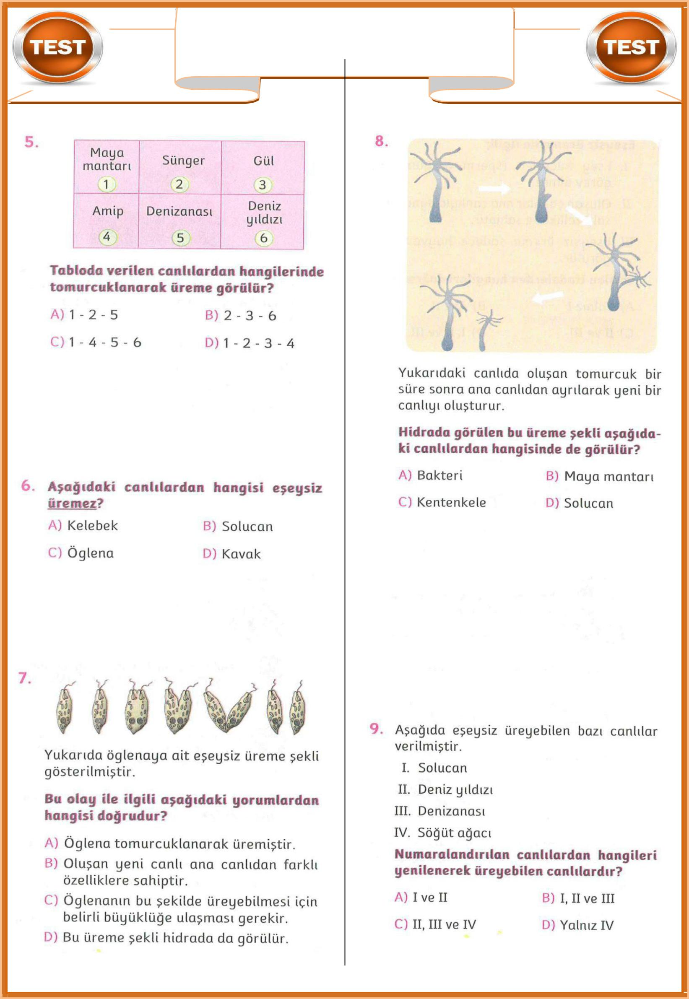 TEST
TEST
5.
Maya
mantarı
1
Sünger
2
Gül
3
Amip
4
Denizanası
5
Deniz
yıldızı
6
Tabloda verilen canlılardan hangilerinde
tomurcuklanarak üreme görülür?
A) 1 - 2 - 5
B) 2 - 3 - 6
C) 1 - 4 - 5 - 6
D) 1 - 2 - 3 - 4
6. Aşağıdaki canlılardan hangisi eşeysiz
üremez?
A) Kelebek
B) Solucan
C) Öglena
D) Kavak
7.
Yukarıda öglenaya ait eşeysiz üreme şekli
gösterilmiştir.
Bu olay ile ilgili aşağıdaki yorumlardan
hangisi doğrudur?
A) Öglena tomurcuklanarak üremiştir.
B) Oluşan yeni canlı ana canlıdan farklı
özelliklere sahiptir.
C) Öglenanın bu şekilde üreyebilmesi için
belirli büyüklüğe ulaşması gerekir.
D) Bu üreme şekli hidrada da görülür.
8.
Yukarıdaki canlıda oluşan tomurcuk bir
süre sonra ana canlıdan ayrılarak yeni bir
canlıyı oluşturur.
Hidrada görülen bu üreme şekli aşağıda-
ki canlılardan hangisinde de görülür?
A) Bakteri
B) Maya mantarı
C) Kentenkele
D) Solucan
9. Aşağıda eşeysiz üreyebilen bazı canlılar
verilmiştir.
I. Solucan
II. Deniz yıldızı
III. Denizanası
IV. Söğüt ağacı
Numaralandırılan canlılardan hangileri
yenilenerek üreyebilen canlılardır?
A) I ve II
B) I, II ve III
C) II, III ve IV
D) Yalnız IV